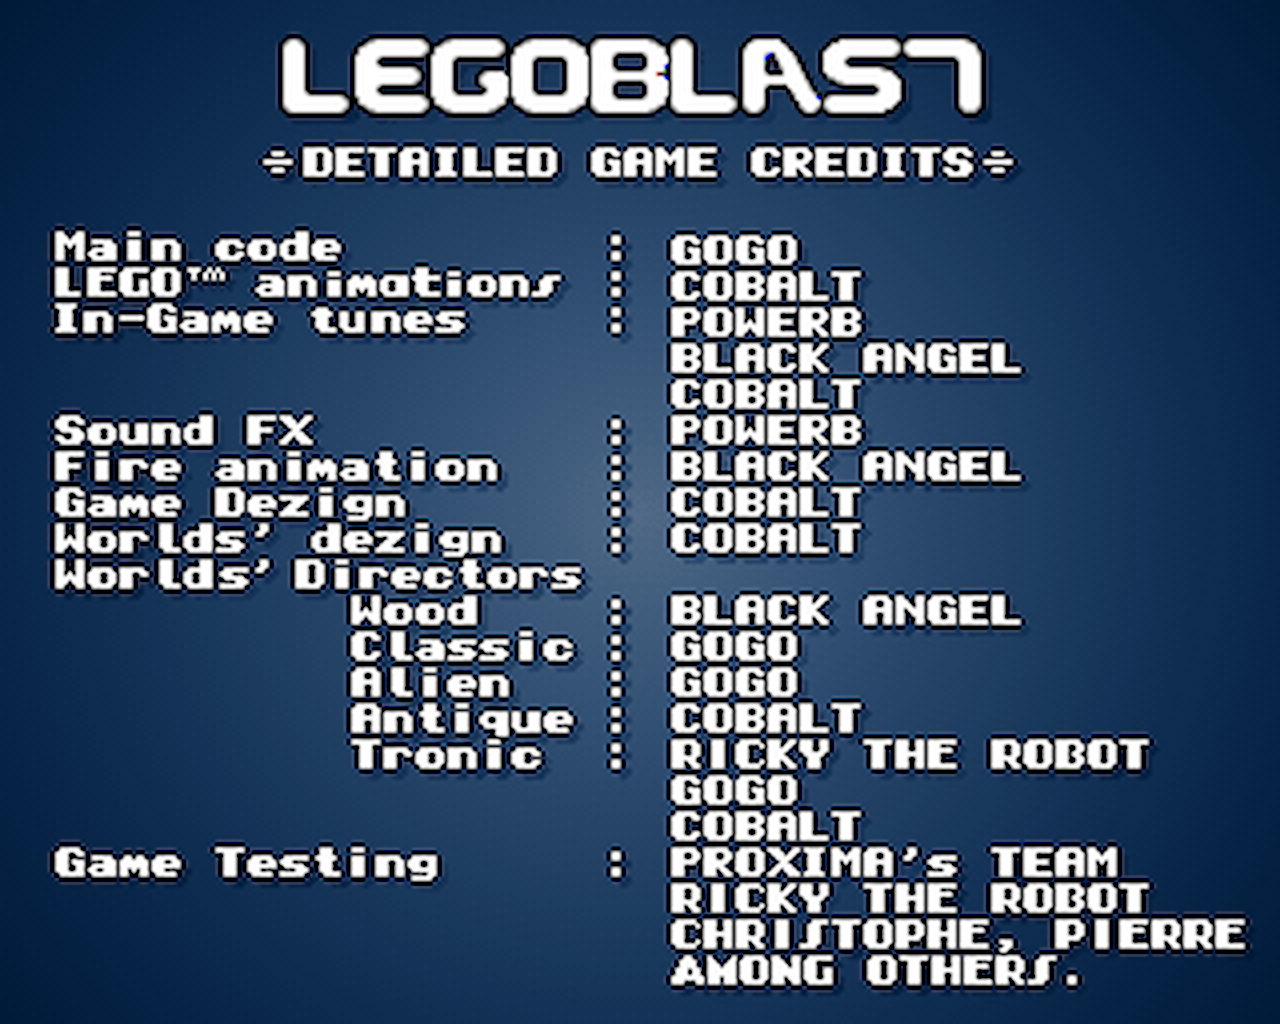 LEGOBLAST
÷DETAILED GAME CREDITS÷
Main code : GOGO
LEGO™ animations : COBALT
In-Game tunes : POWERB
BLACK ANGEL
COBALT
Sound FX : POWERB
Fire animation : BLACK ANGEL
Game Dezign : COBALT
Worlds' dezign : COBALT
Worlds' Directors
Wood : BLACK ANGEL
Classic : GOGO
Alien : GOGO
Antique : COBALT
Tronic : RICKY THE ROBOT
GOGO
COBALT
Game Testing : PROXIMA's TEAM
RICKY THE ROBOT
CHRISTOPHE, PIERRE
AMONG OTHERS.